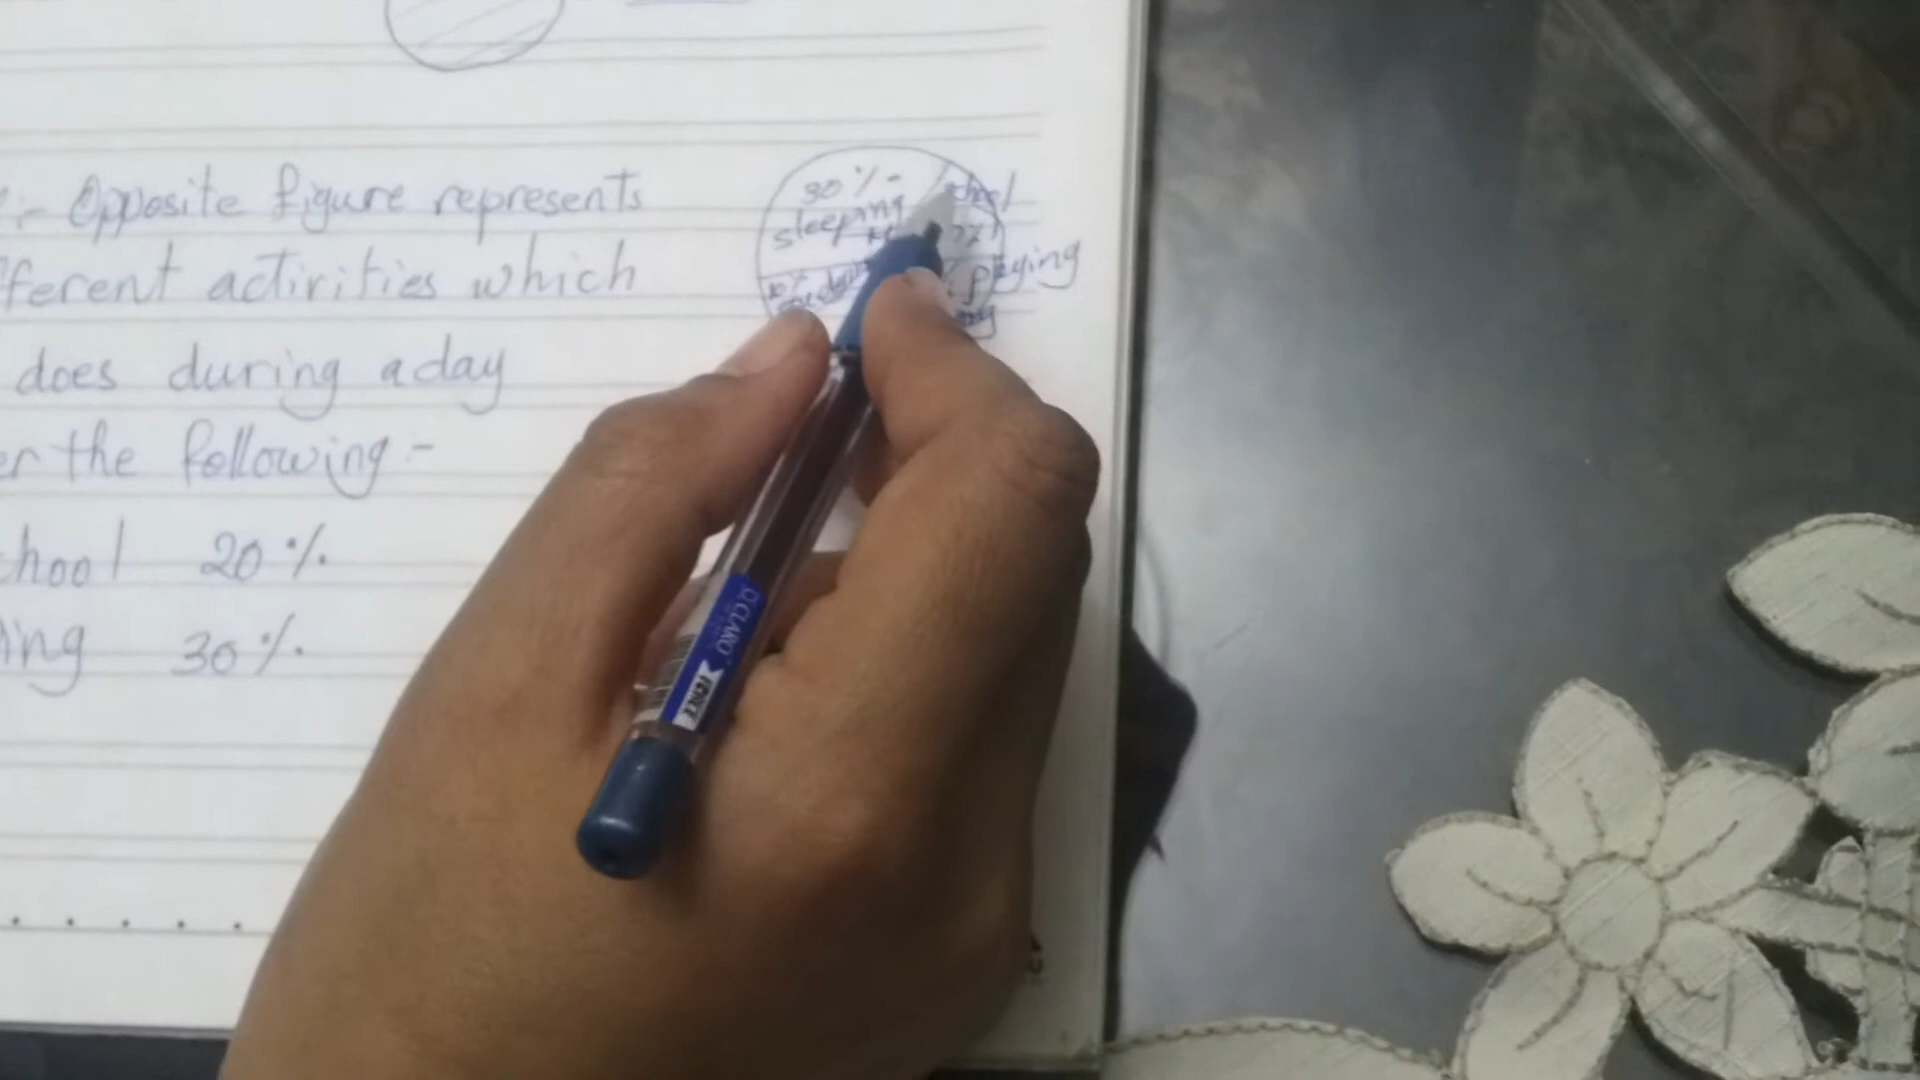 :- Opposite figure represents
fferent activities which
does during a day
er the following :-
chool 20 %
ing 30 %
30 %
sleeping
school
playing
CLARO